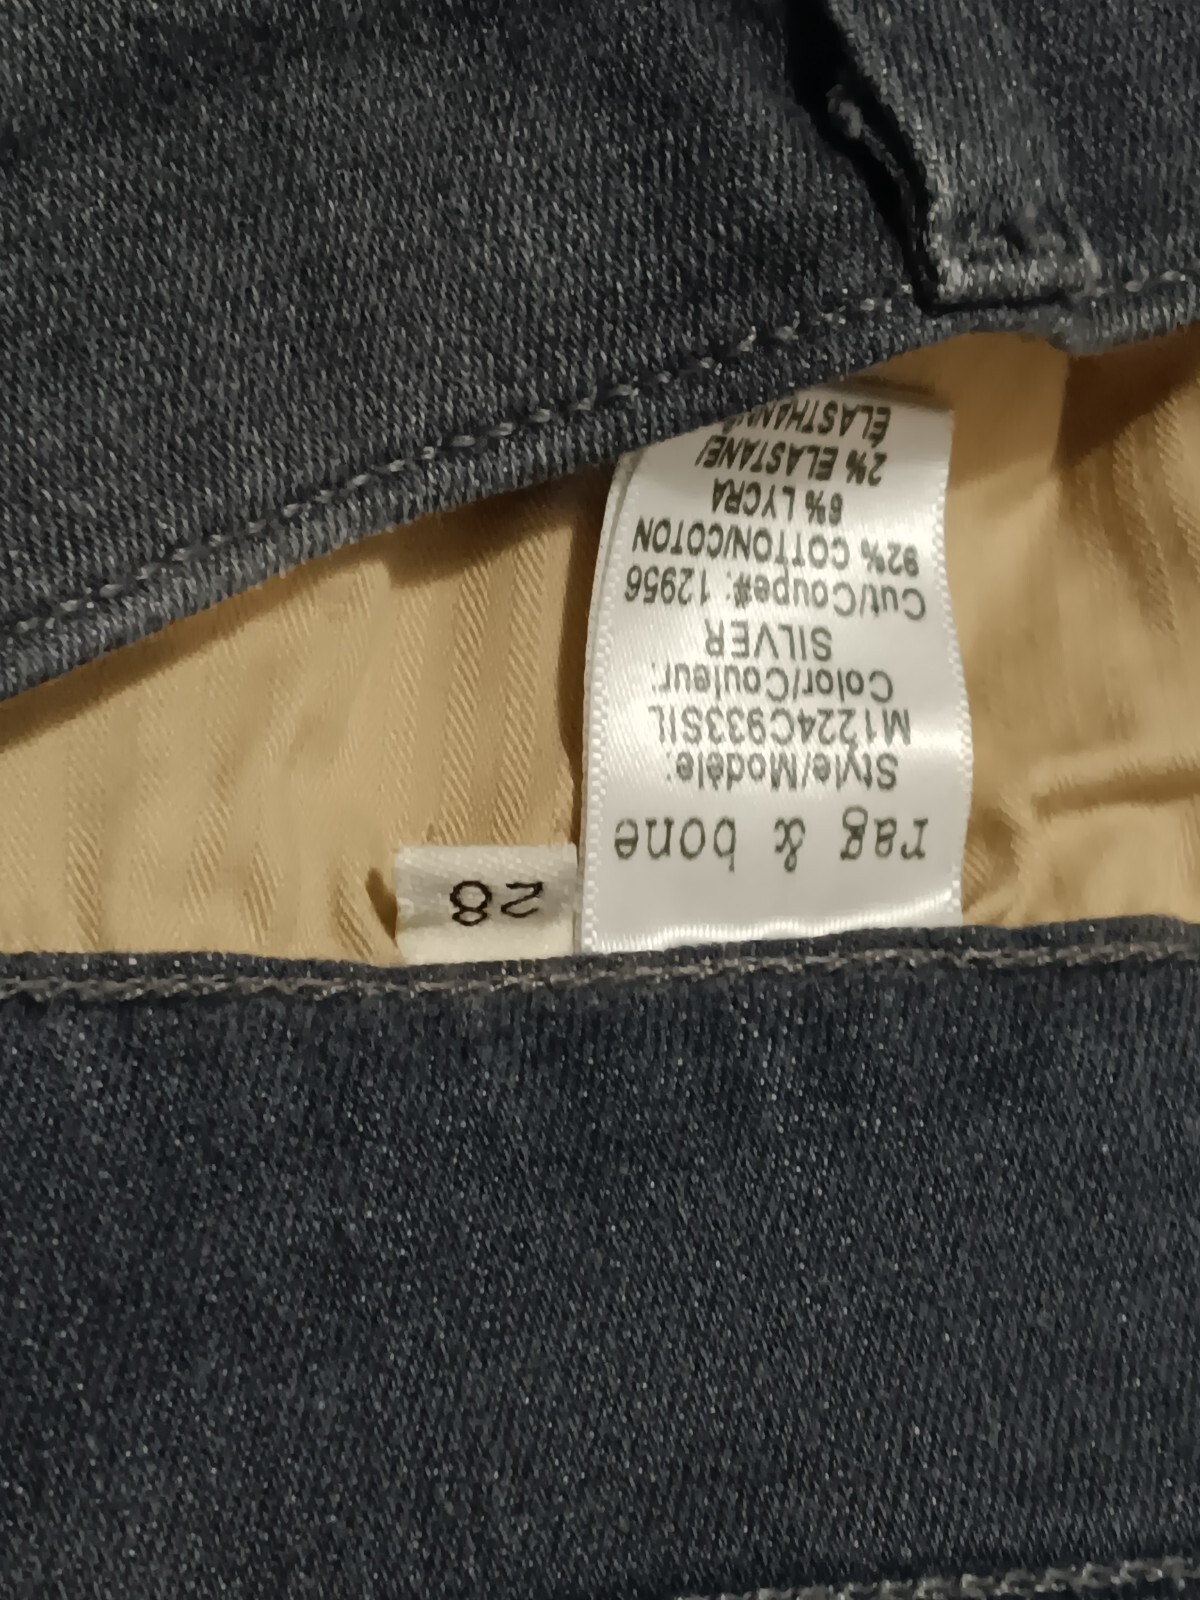 rag & bone
Style/Modèle:
M1224C933SIL
Color/Couleur:
SILVER
Cut/Coupe#: 12956
92% COTTON/COTON
6% LYCRA
2% ELASTANE/
ÉLASTHANNE
28